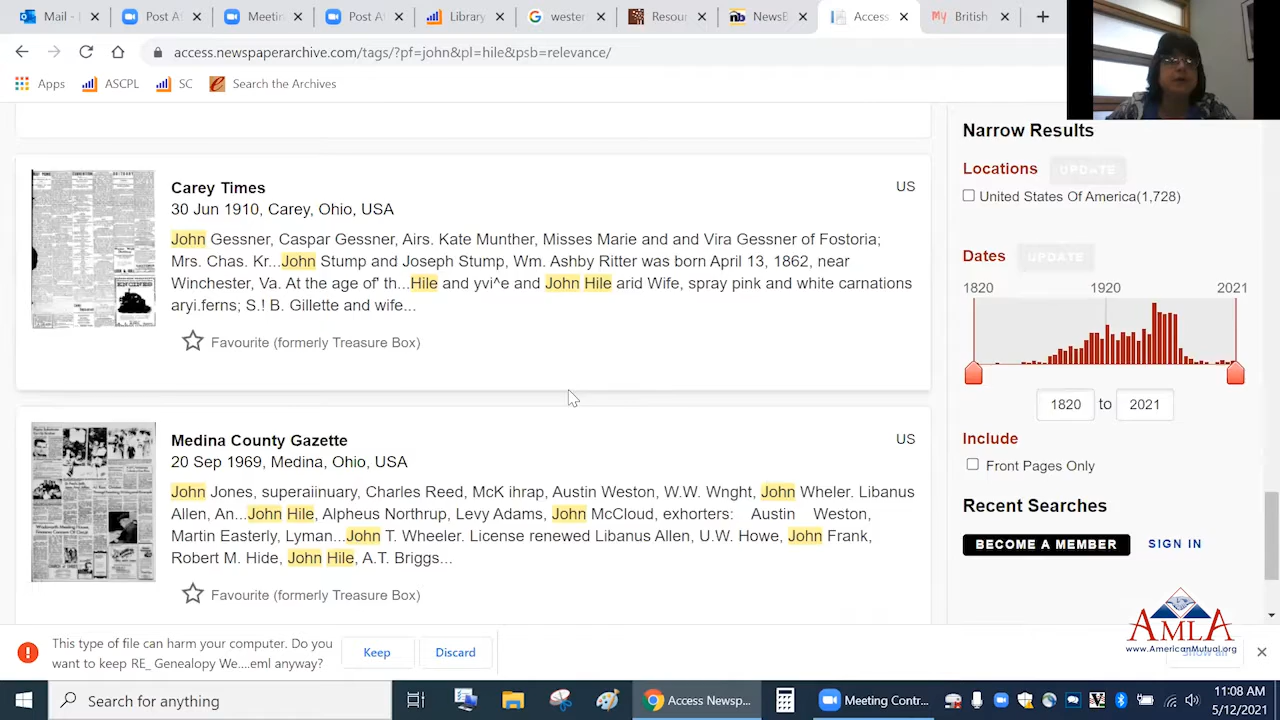 Mail - L
Post At
Meetin
Post At
Library
wester
Resou
NewsB
Access
British
access.newspaperarchive.com/tags/?pf=john&pl=hile&psb=relevance/
Apps
ASCPL
SC
Search the Archives
Carey Times
US
30 Jun 1910, Carey, Ohio, USA
John Gessner, Caspar Gessner, Airs. Kate Munther, Misses Marie and and Vira Gessner of Fostoria;
Mrs. Chas. Kr...John Stump and Joseph Stump, Wm. Ashby Ritter was born April 13, 1862, near
Winchester, Va. At the age of' th...Hile and yvi^e and John Hile arid Wife, spray pink and white carnations
aryi.ferns; S.! B. Gillette and wife...
Favourite (formerly Treasure Box)
Medina County Gazette
US
20 Sep 1969, Medina, Ohio, USA
John Jones, superaiinuary, Charles Reed, McK ihrap, Austin Weston, W.W. Wnght, John Wheler. Libanus
Allen, An...John Hile, Alpheus Northrup, Levy Adams, John McCloud, exhorters. Austin Weston,
Martin Easterly, Lyman...John T. Wheeler. License renewed Libanus Allen, U.W. Howe, John Frank,
Robert M. Hide, John Hile, A.T. Briggs...
Favourite (formerly Treasure Box)
Narrow Results
Locations UPDATE
United States Of America(1,728)
Dates UPDATE
1820 1920 2021
1820 to 2021
Include
Front Pages Only
Recent Searches
BECOME A MEMBER SIGN IN
AMLA
www.AmericanMutual.org
Show all
This type of file can harm your computer. Do you
want to keep RE_ Genealopy We....eml anyway?
Keep
Discard
Search for anything
Access Newsp...
Meeting Contr...
11:08 AM
5/12/2021